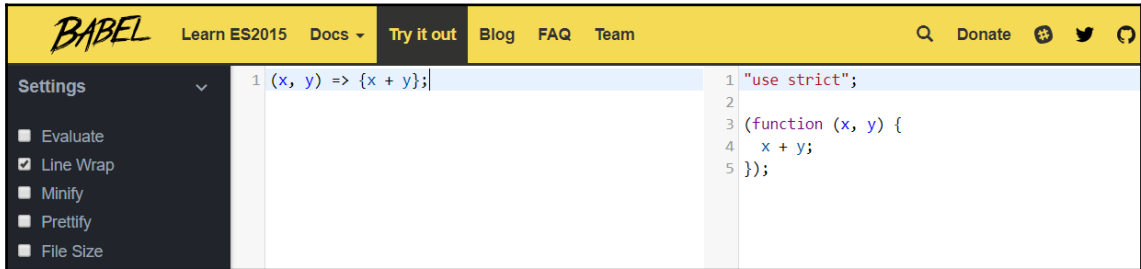 BABEL Learn ES2015 Docs Try it out Blog FAQ Team Donate
Settings
Evaluate
Line Wrap
Minify
Prettify
File Size
1 (x, y) => {x + y};
1 "use strict";
2
3 (function (x, y) {
4 x + y;
5 });